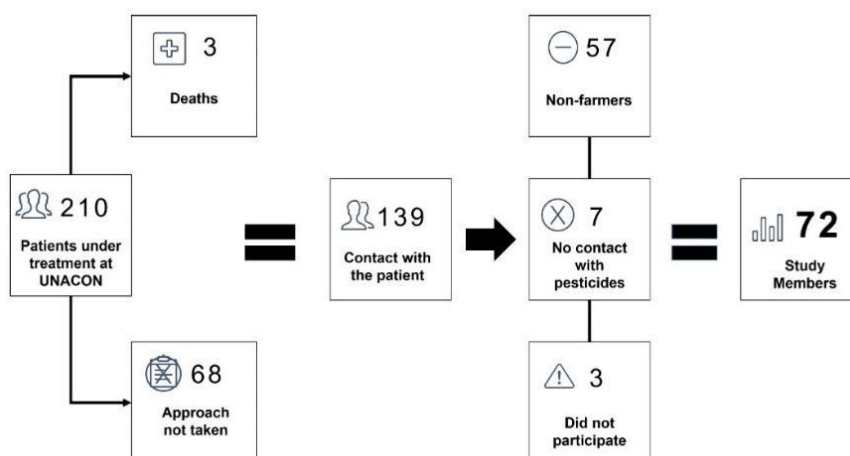 3
Deaths
210
Patients under
treatment at
UNACON
68
Approach
not taken
139
Contact with
the patient
57
Non-farmers
7
No contact
with
pesticides
3
Did not
participate
72
Study
Members